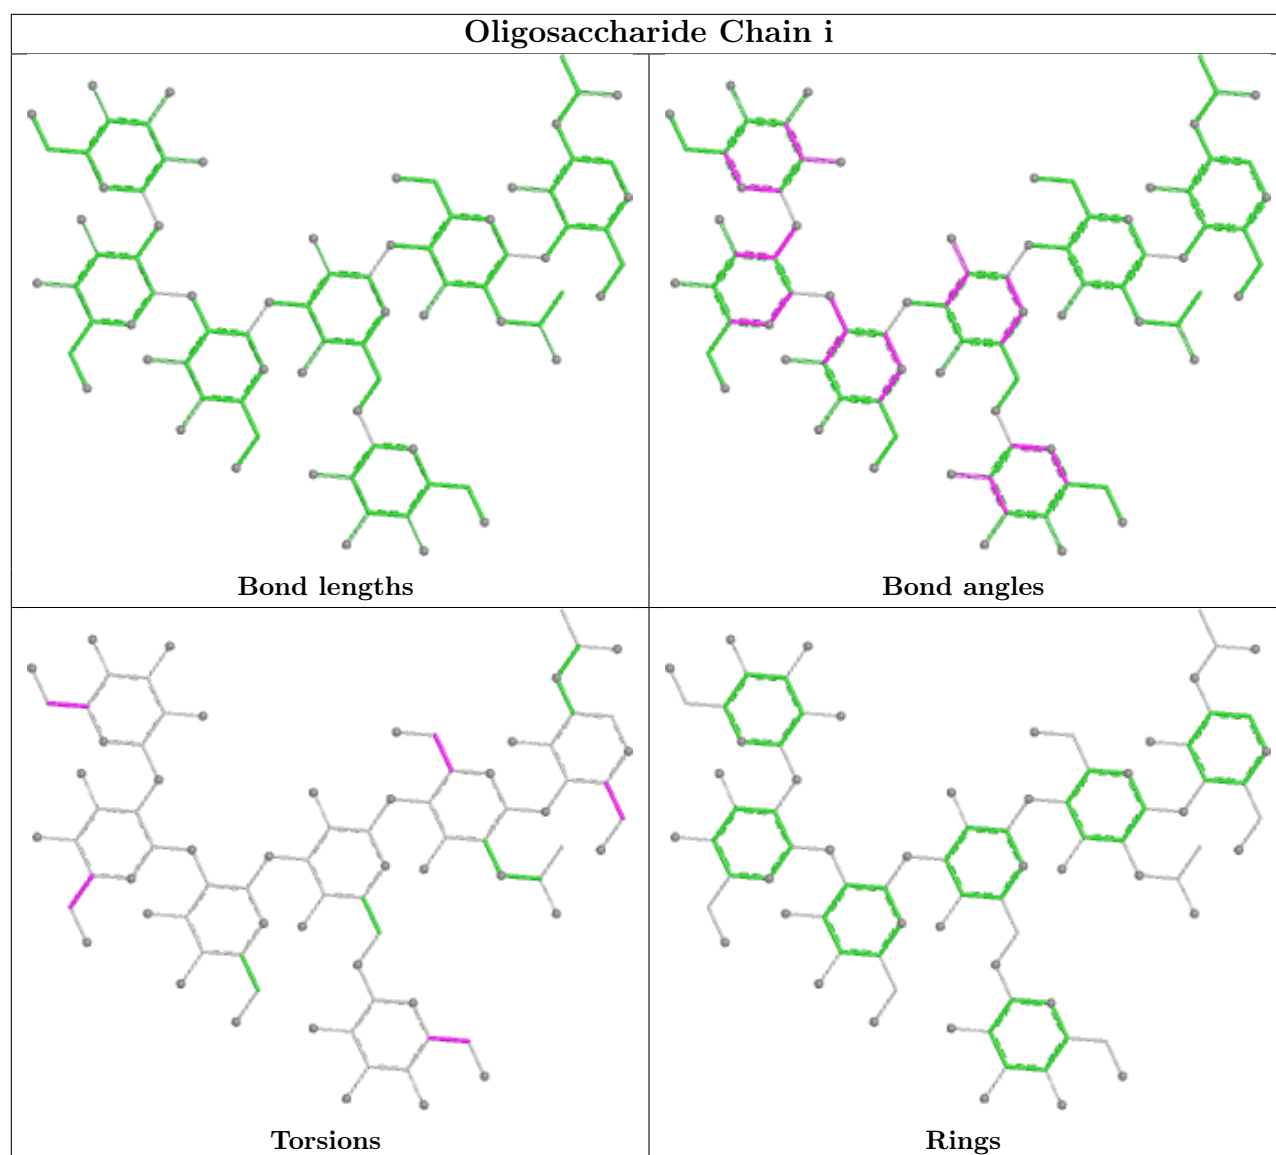 Oligosaccharide Chain i
Bond lengths
Bond angles
Torsions
Rings